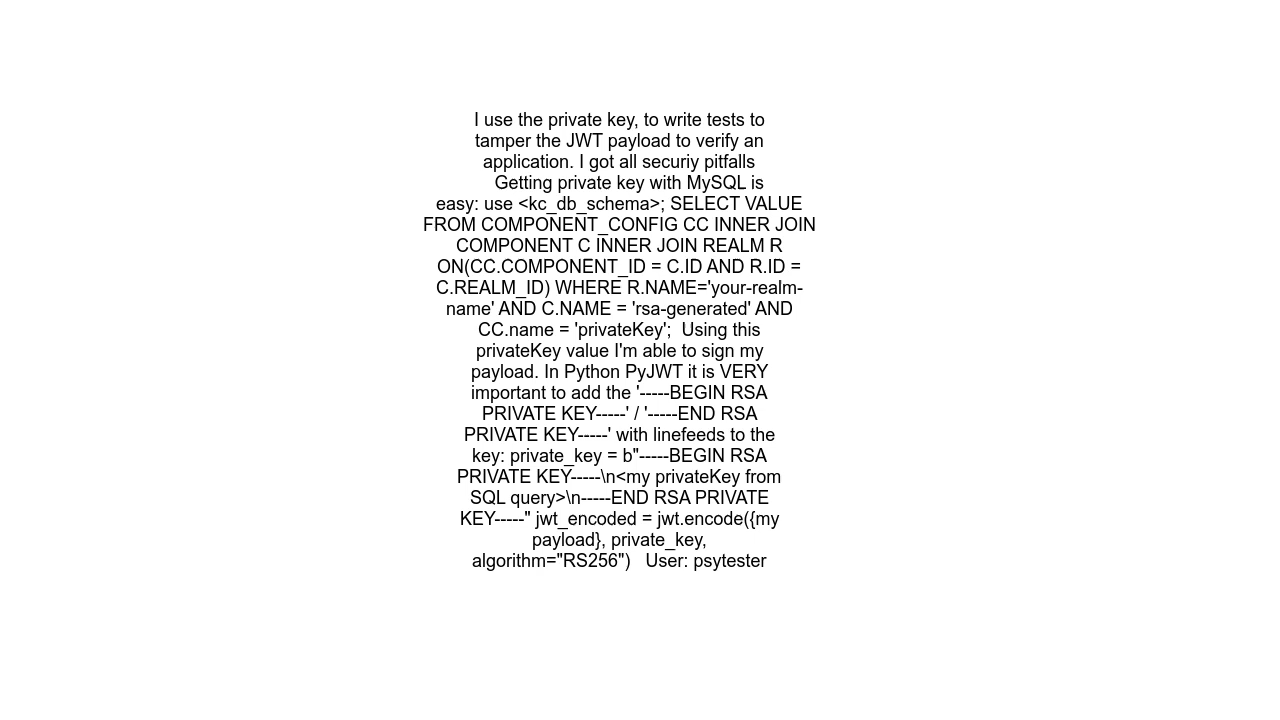 I use the private key, to write tests to
tamper the JWT payload to verify an
application. I got all securiy pitfalls
Getting private key with MySQL is
easy: use <kc_db_schema>; SELECT VALUE
FROM COMPONENT_CONFIG CC INNER JOIN
COMPONENT C INNER JOIN REALM R
ON(CC.COMPONENT_ID = C.ID AND R.ID =
C.REALM_ID) WHERE R.NAME='your-realm-
name' AND C.NAME = 'rsa-generated' AND
CC.name = 'privateKey';  Using this
privateKey value I'm able to sign my
payload. In Python PyJWT it is VERY
important to add the '-----BEGIN RSA
PRIVATE KEY-----' / '-----END RSA
PRIVATE KEY-----' with linefeeds to the
key: private_key = b"-----BEGIN RSA
PRIVATE KEY-----\n<my privateKey from
SQL query>\n-----END RSA PRIVATE
KEY-----" jwt_encoded = jwt.encode({my
payload}, private_key,
algorithm="RS256")   User: psytester